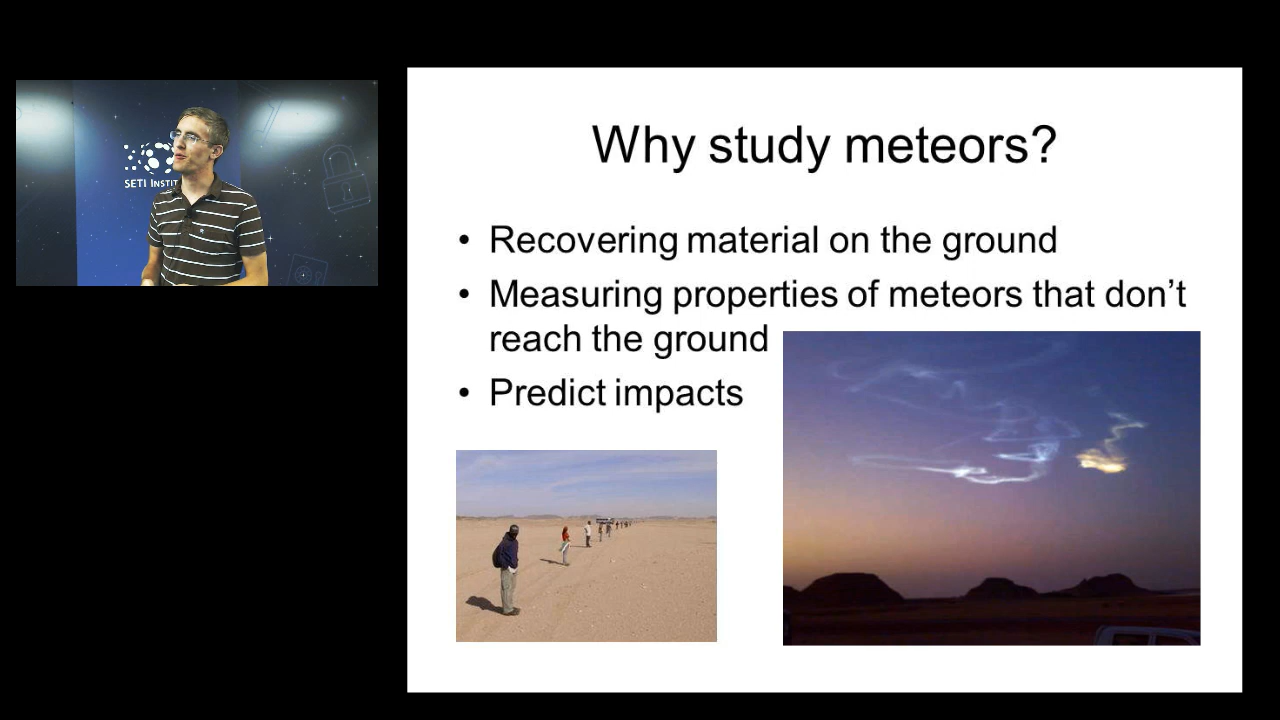 SETI INSTIT
Why study meteors?
• Recovering material on the ground
• Measuring properties of meteors that don't
reach the ground
• Predict impacts